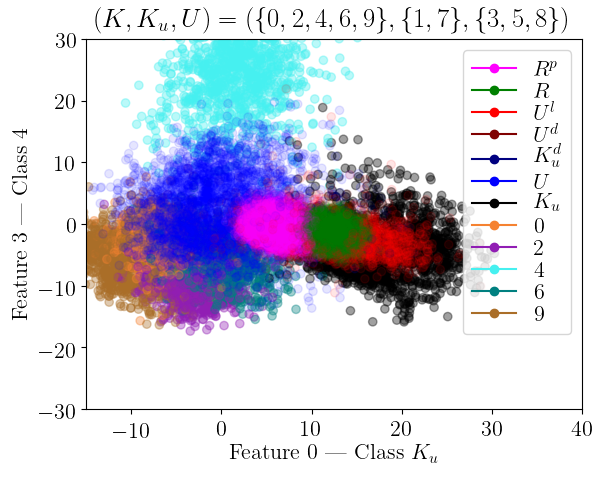 (K, K_u, U) = ({0, 2, 4, 6, 9}, {1, 7}, {3, 5, 8})
30
20
10
0
−10
−20
−30
Feature 3 — Class 4
−10
0
10
20
30
40
Feature 0 — Class K_u
R^p
R
U^l
U^d
K_u^d
U
K_u
0
2
4
6
9